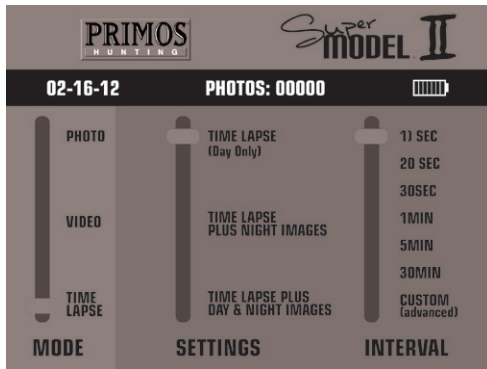 PRIMOS
HUNTING
Super
MODEL II
02-16-12
PHOTOS: 00000
PHOTO
VIDEO
TIME
LAPSE
MODE
TIME LAPSE
(Day Only)
TIME LAPSE
PLUS NIGHT IMAGES
TIME LAPSE PLUS
DAY & NIGHT IMAGES
SETTINGS
1) SEC
20 SEC
30SEC
1MIN
5MIN
30MIN
CUSTOM
(advanced)
INTERVAL